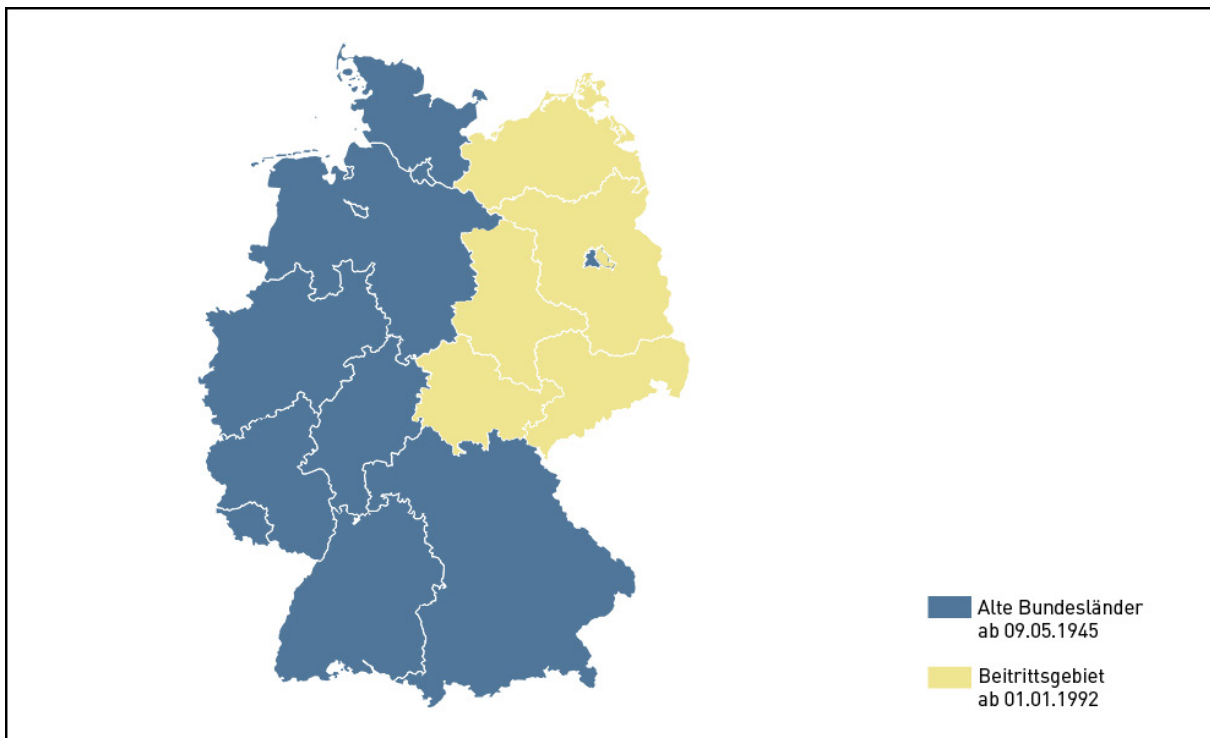 Alte Bundesländer
ab 09.05.1945
Beitrittsgebiet
ab 01.01.1992